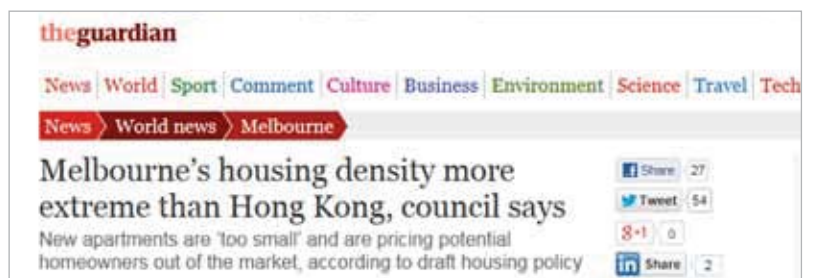 theguardian
News World Sport Comment Culture Business Environment Science Travel Tech
News World news Melbourne
Melbourne's housing density more
extreme than Hong Kong, council says
New apartments are 'too small' and are pricing potential
homeowners out of the market, according to draft housing policy
Share 27
Tweet 54
8+1 0
in Share 2